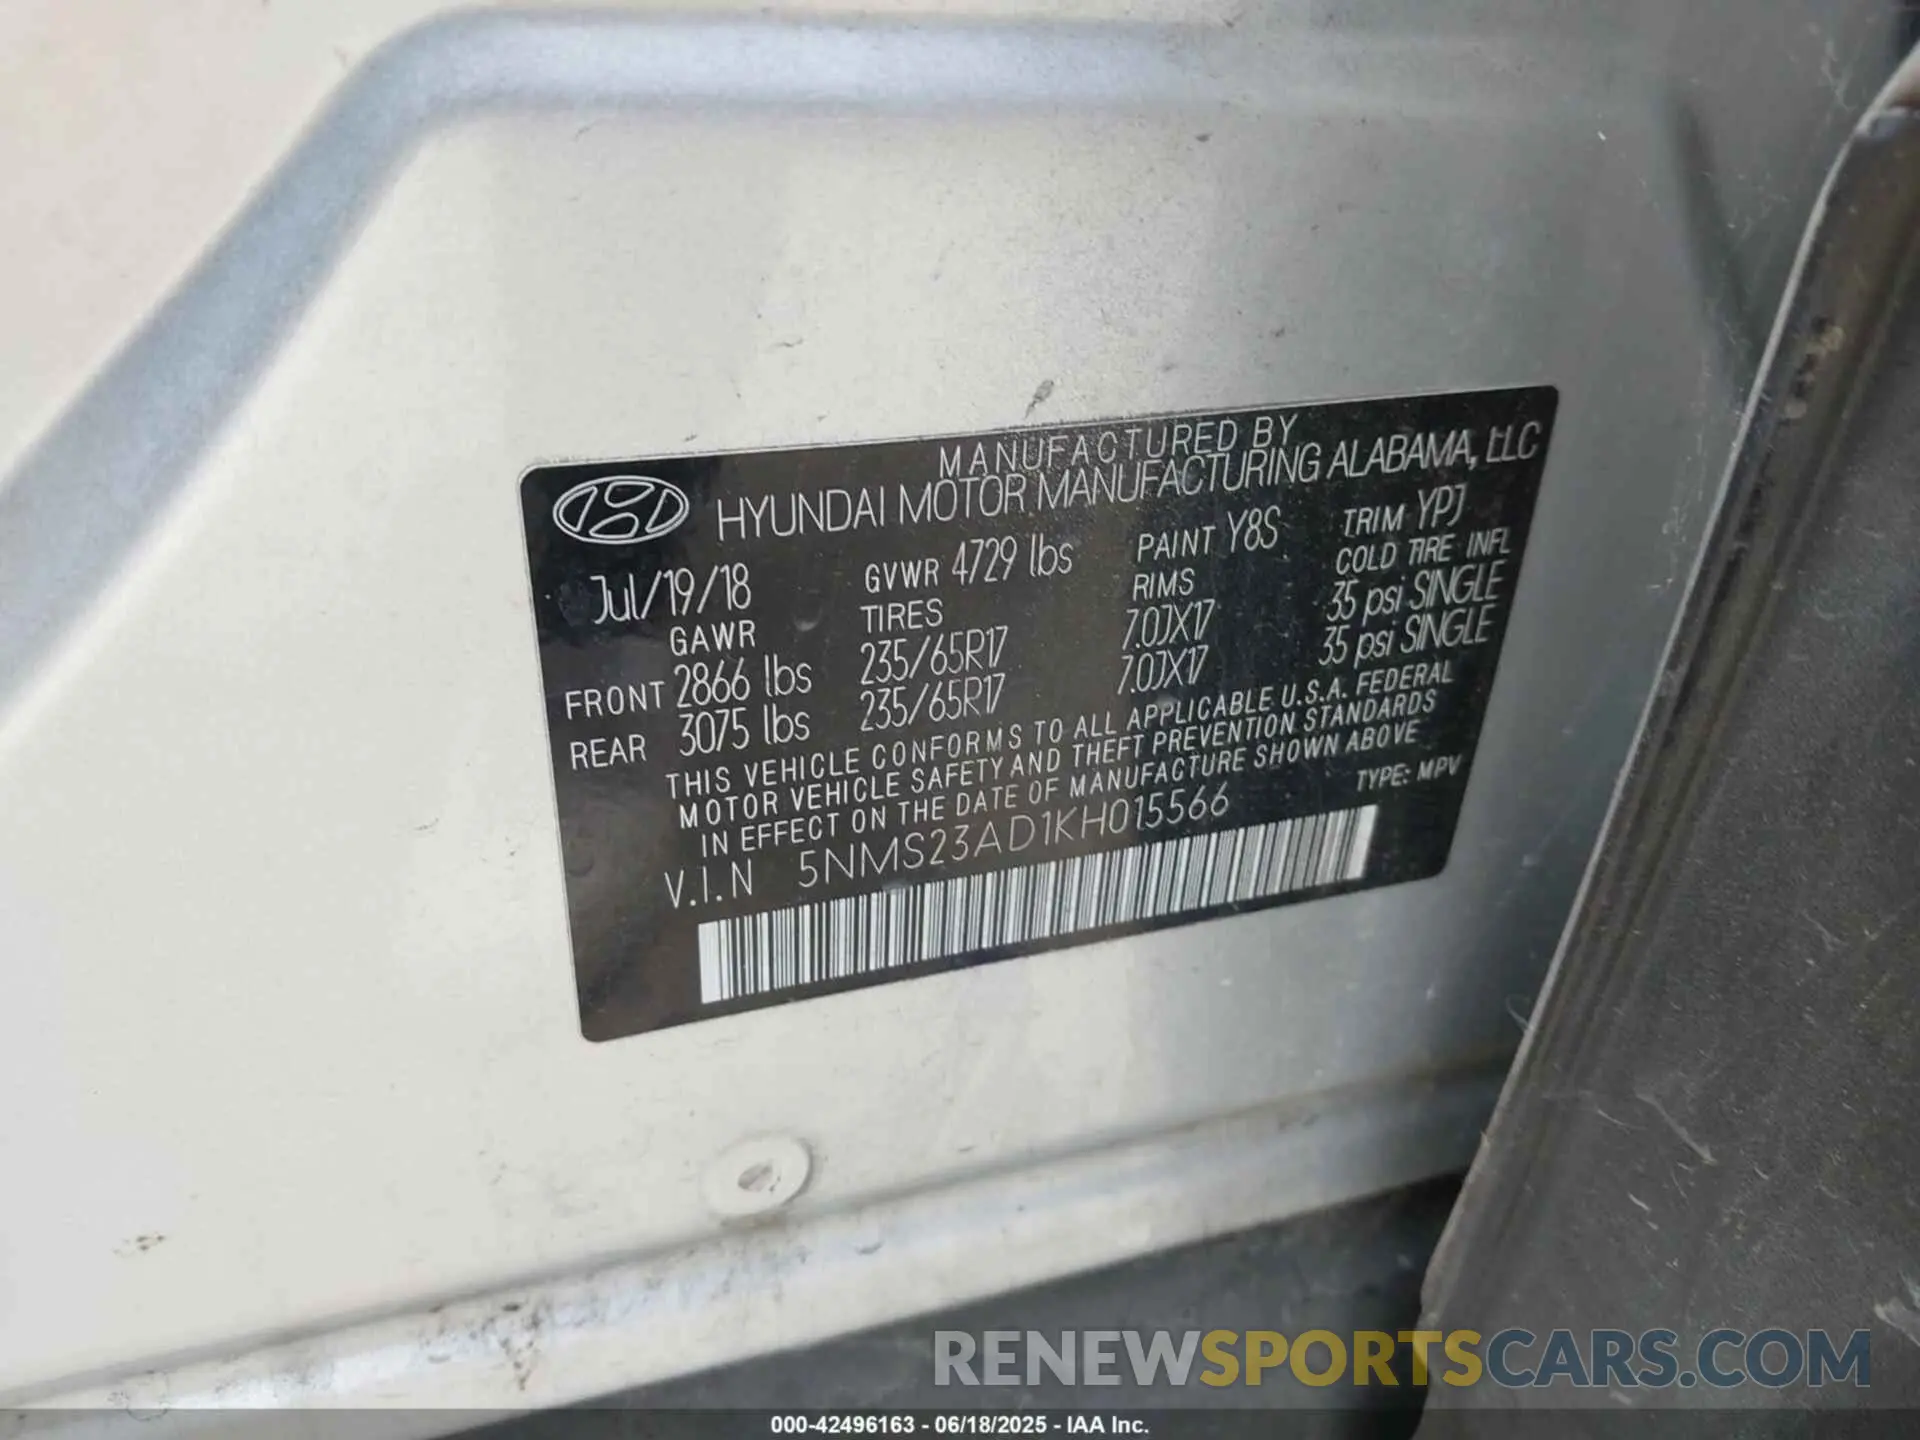 MANUFACTURED BY
HYUNDAI MOTOR MANUFACTURING ALABAMA, LLC
Jul/19/18 GVWR 4729 lbs PAINT Y8S TRIM YPJ
GAWR TIRES RIMS COLD TIRE INFL
FRONT 2866 lbs 235/65R17 7.0JX17 35 psi SINGLE
REAR 3075 lbs 235/65R17 7.0JX17 35 psi SINGLE
THIS VEHICLE CONFORMS TO ALL APPLICABLE U.S.A. FEDERAL
MOTOR VEHICLE SAFETY AND THEFT PREVENTION STANDARDS
IN EFFECT ON THE DATE OF MANUFACTURE SHOWN ABOVE
V.I.N 5NMS23AD1KH015566 TYPE: MPV
RENEWSPORTSCARS.COM
000-42496163 - 06/18/2025 - IAA Inc.